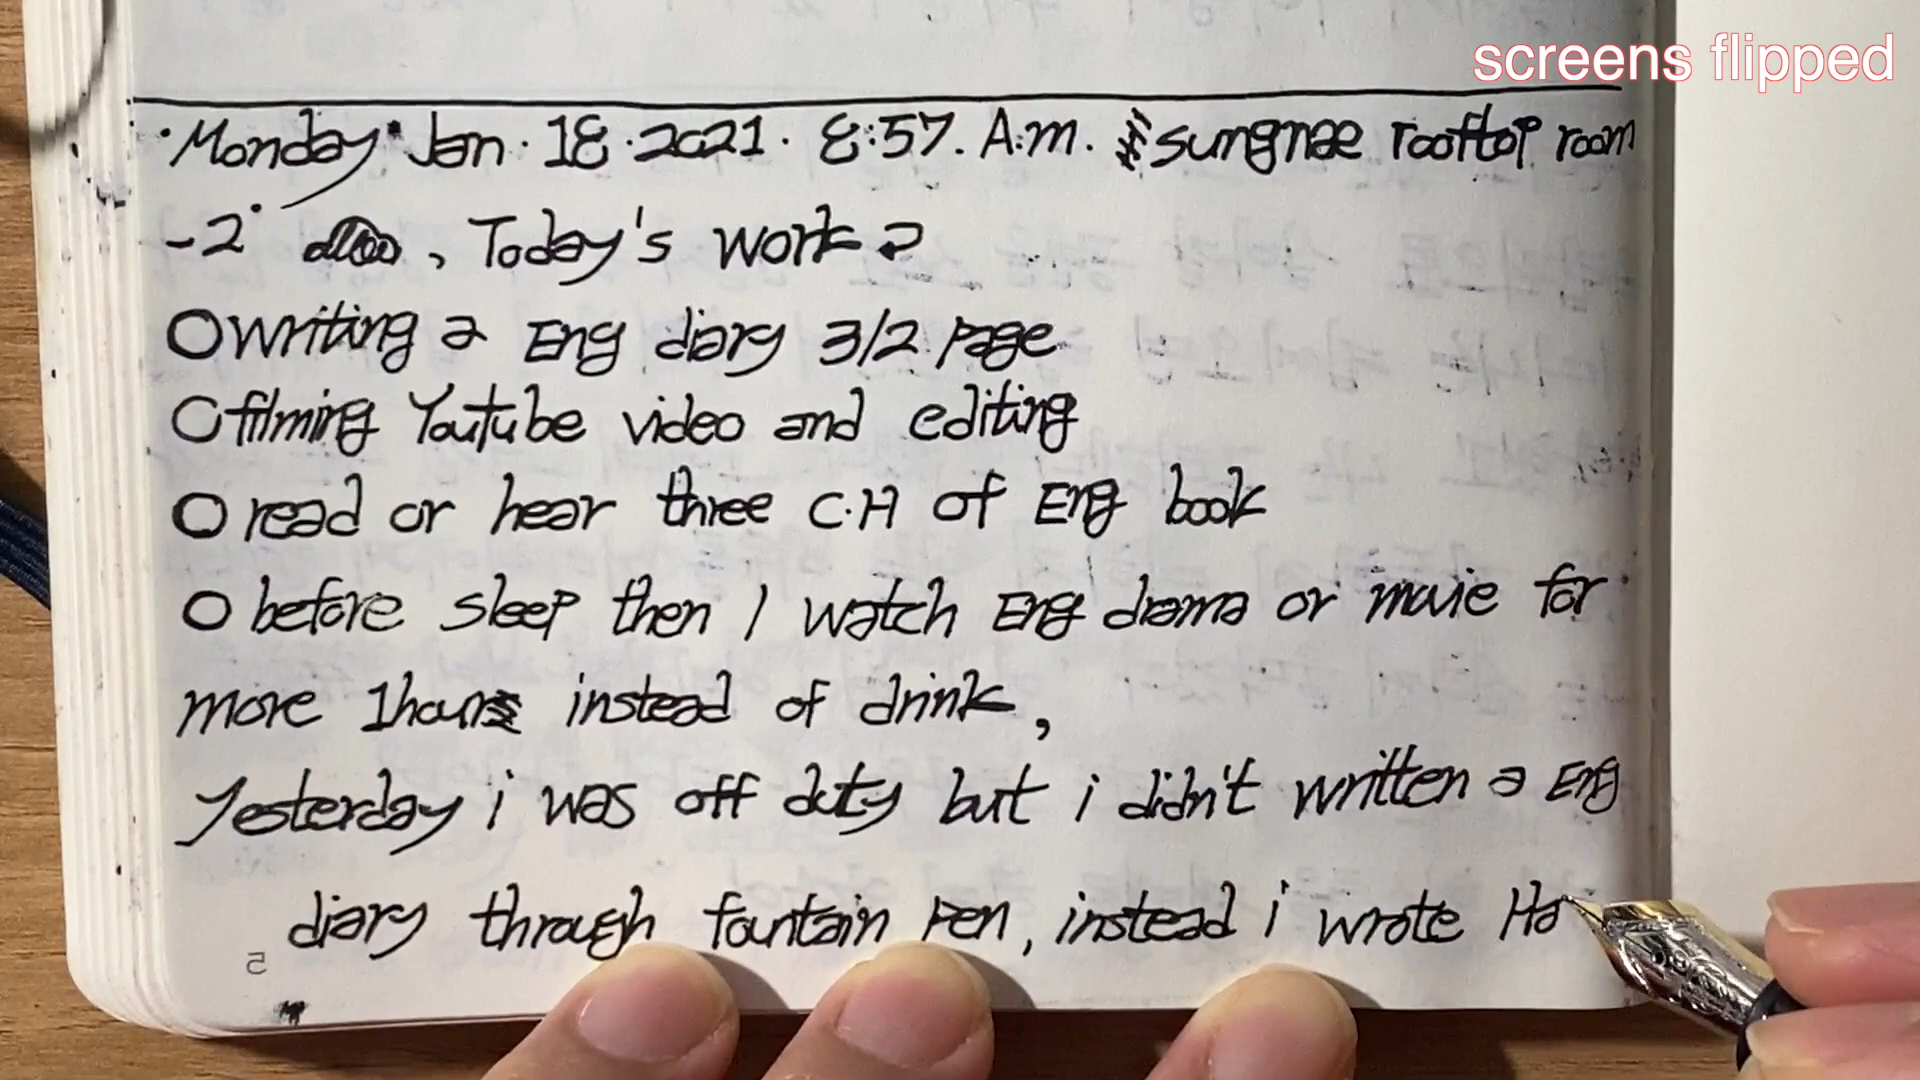 screens flipped
·Monday· Jan · 18 · 2021 · 8:57. A.m. sungnae rooftop room
-2° , Today's work
○ writing a Eng diary 3/2 page
○ filming Youtube video and editing
○ read or hear three C.H of Eng book
○ before sleep then I watch Eng drama or movie for
more 1hour instead of drink,
Yesterday i was off duty but i didn't written a Eng
diary through fountain pen, instead i wrote Ha
5